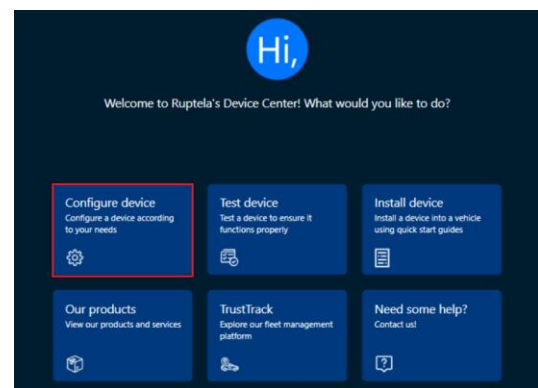 Hi,
Welcome to Ruptela's Device Center! What would you like to do?
Configure device
Configure a device according
to your needs
Test device
Test a device to ensure it
functions properly
Install device
Install a device into a vehicle
using quick start guides
Our products
View our products and services
TrustTrack
Explore our fleet management
platform
Need some help?
Contact us!